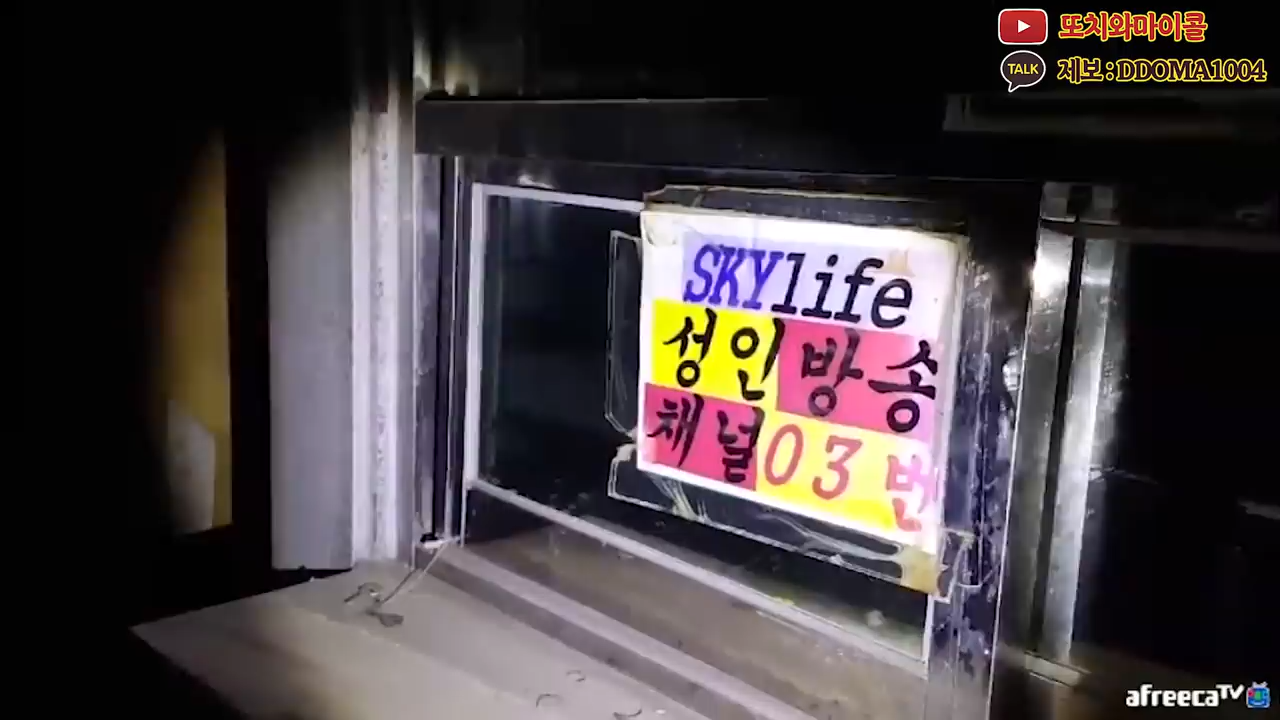 또치와마이콜
TALK
제보 : DDOMA1004
SKYlife
성인방송
채널03번
afreecaTV